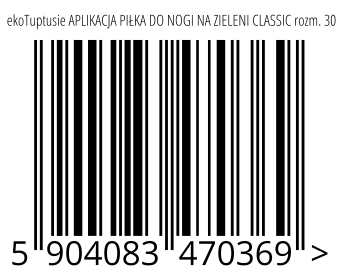 ekoTuptusie APLIKACJA PIŁKA DO NOGI NA ZIELENI CLASSIC rozm. 30
5 904083 470369 >